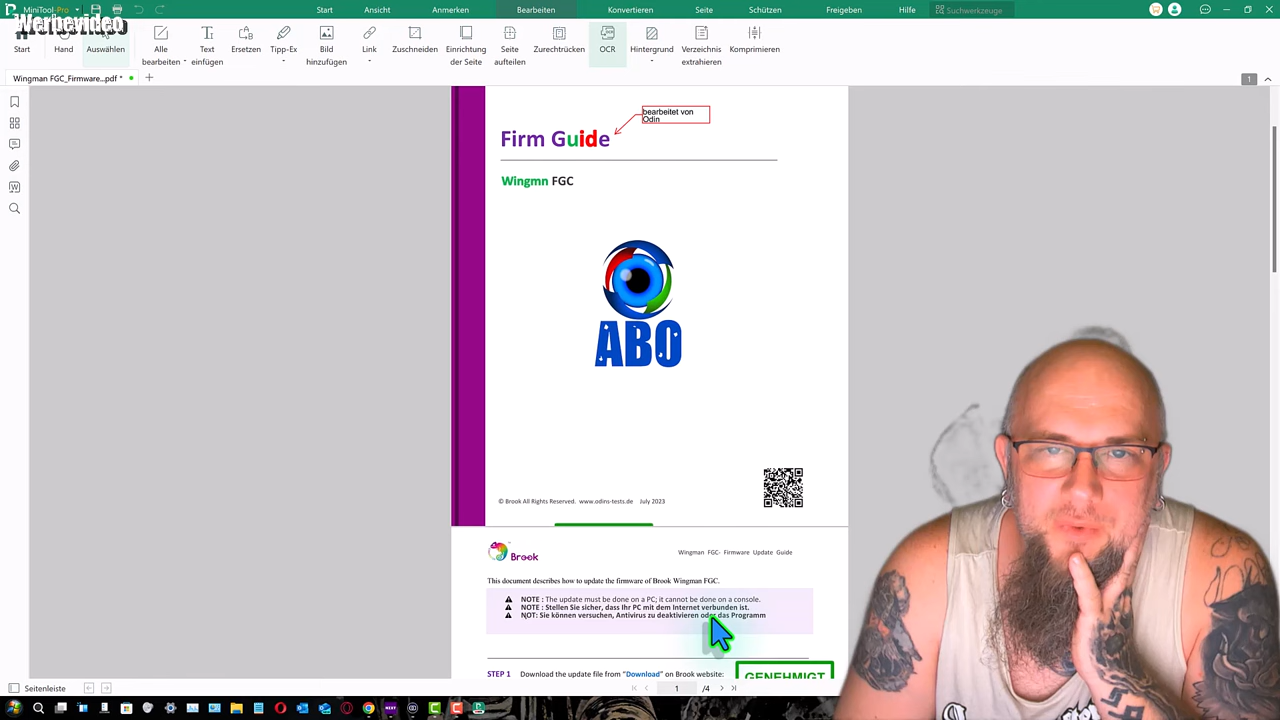 Werbevideo
MiniTool-Pro
Start Ansicht Anmerken Bearbeiten Konvertieren Seite Schützen Freigeben Hilfe Suchwerkzeuge
Start Hand Auswählen Alle bearbeiten Text einfügen Ersetzen Tipp-Ex Bild hinzufügen Link Zuschneiden Einrichtung der Seite Seite aufteilen Zurechtrücken OCR Hintergrund Verzeichnis extrahieren Komprimieren
Wingman FGC_Firmware...pdf *
1
bearbeitet von
Odin
Firm Guide
Wingmn FGC
ABO
© Brook All Rights Reserved. www.odins-tests.de July 2023
Brook
Wingman FGC- Firmware Update Guide
This document describes how to update the firmware of Brook Wingman FGC.
NOTE : The update must be done on a PC; it cannot be done on a console.
NOTE : Stellen Sie sicher, dass Ihr PC mit dem Internet verbunden ist.
NOT: Sie können versuchen, Antivirus zu deaktivieren oder das Programm
STEP 1 Download the update file from “Download” on Brook website:
GENEHMIGT
Seitenleiste
1 /4